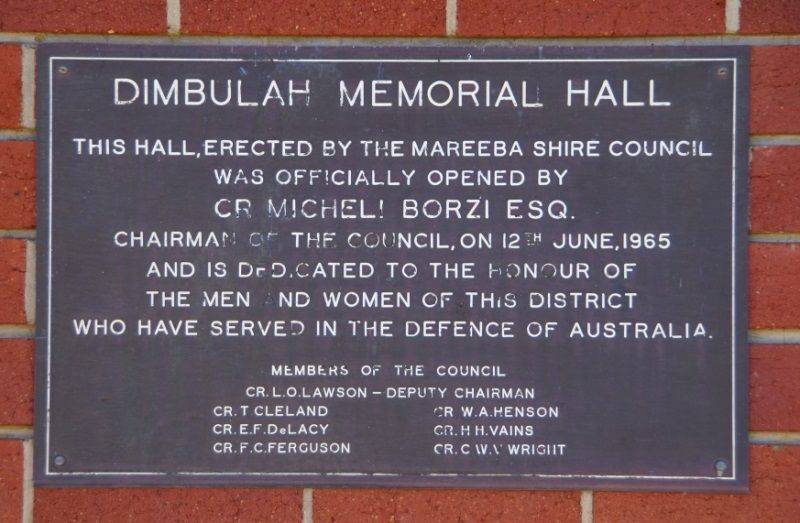 DIMBULAH MEMORIAL HALL
THIS HALL, ERECTED BY THE MAREEBA SHIRE COUNCIL
WAS OFFICIALLY OPENED BY
CR MICHELI BORZI ESQ.
CHAIRMAN OF THE COUNCIL, ON 12TH JUNE, 1965
AND IS DEDICATED TO THE HONOUR OF
THE MEN AND WOMEN OF THIS DISTRICT
WHO HAVE SERVED IN THE DEFENCE OF AUSTRALIA.
MEMBERS OF THE COUNCIL
CR. L.O. LAWSON – DEPUTY CHAIRMAN
CR. T CLELAND CR W.A. HENSON
CR. E.F. DeLACY CR. H H. VAINS
CR. F.C. FERGUSON CR. C W.V WRIGHT